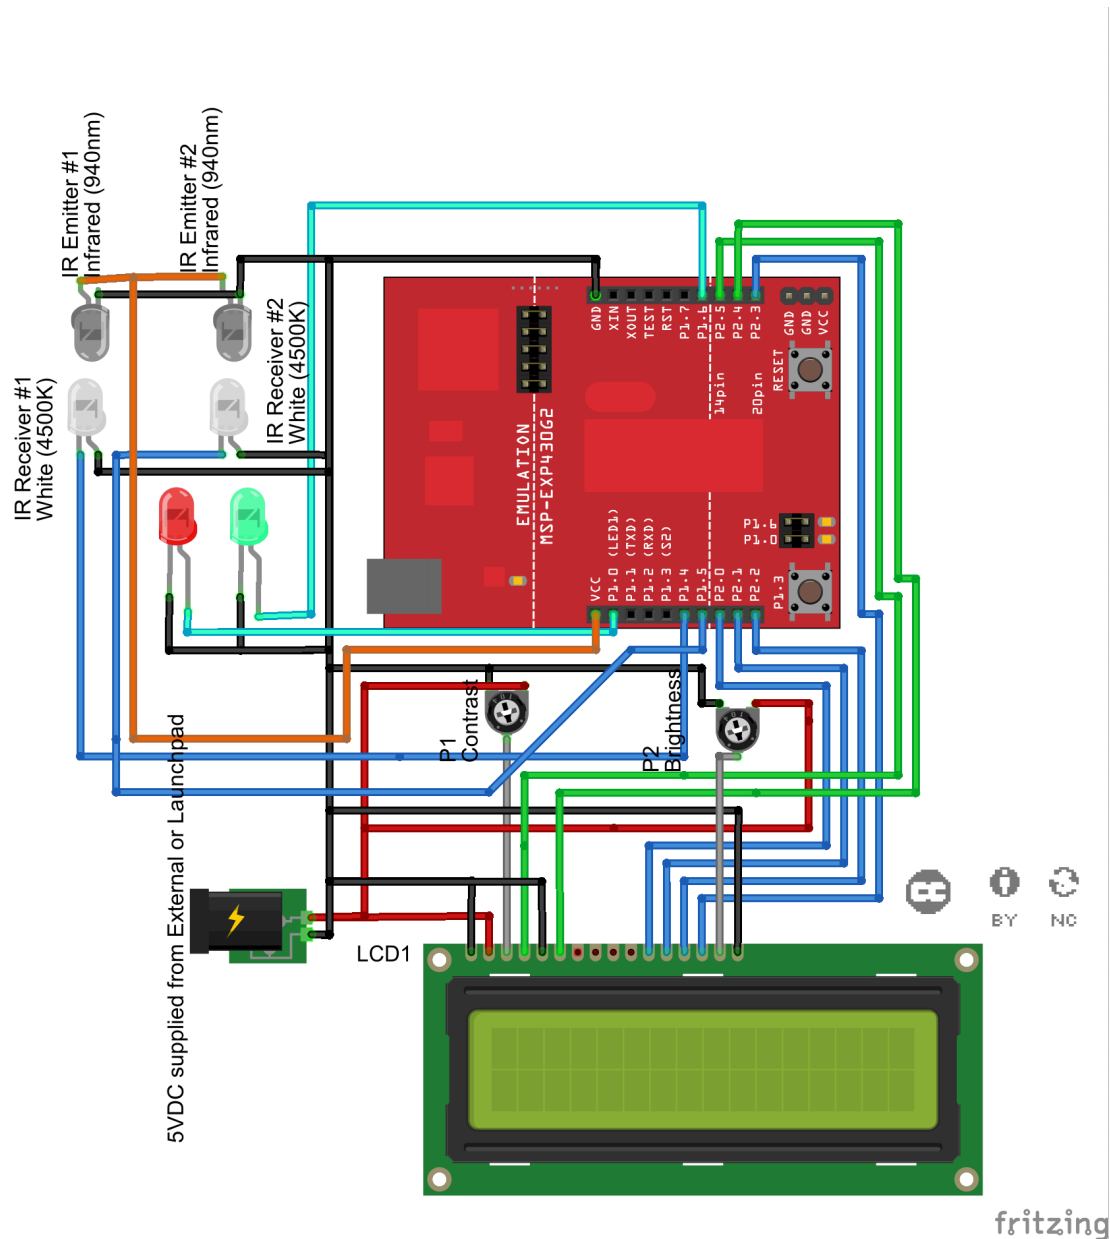 IR Emitter #1
Infrared (940nm)
IR Emitter #2
Infrared (940nm)
IR Receiver #1
White (4500K)
IR Receiver #2
White (4500K)
GND
XIN
XOUT
TEST
RST
P1.7
P1.6
P2.5
P2.4
P2.3
GND
GND
VCC
RESET
14pin
20pin
EMULATION
MSP-EXP430G2
P1.6
P1.0
P1.3
VCC
P1.0 (LED1)
P1.1 (TXD)
P1.2 (RXD)
P1.3 (S2)
P1.4
P1.5
P2.0
P2.1
P2.2
P1
Contrast
P2
Brightness
5VDC supplied from External or Launchpad
LCD1
BY
NC
fritzing